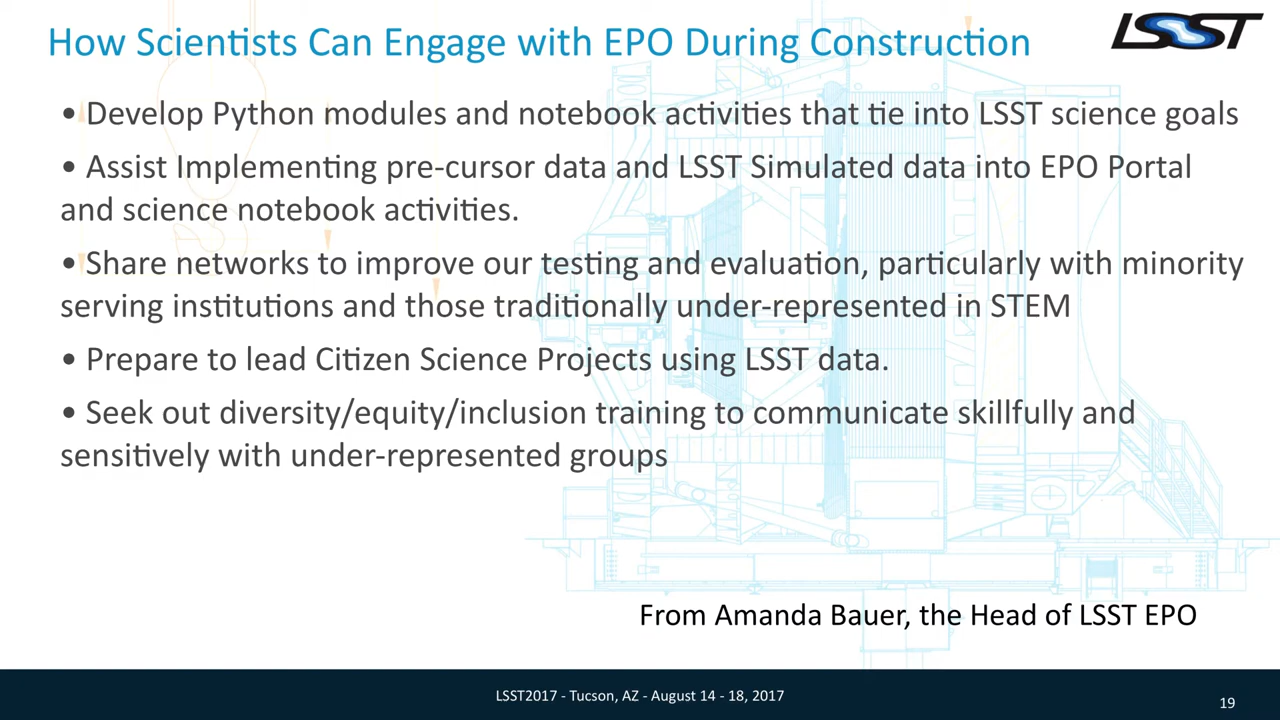 How Scientists Can Engage with EPO During Construction
LSST
• Develop Python modules and notebook activities that tie into LSST science goals
• Assist Implementing pre-cursor data and LSST Simulated data into EPO Portal
and science notebook activities.
• Share networks to improve our testing and evaluation, particularly with minority
serving institutions and those traditionally under-represented in STEM
• Prepare to lead Citizen Science Projects using LSST data.
• Seek out diversity/equity/inclusion training to communicate skillfully and
sensitively with under-represented groups
From Amanda Bauer, the Head of LSST EPO
LSST2017 - Tucson, AZ - August 14 - 18, 2017
19